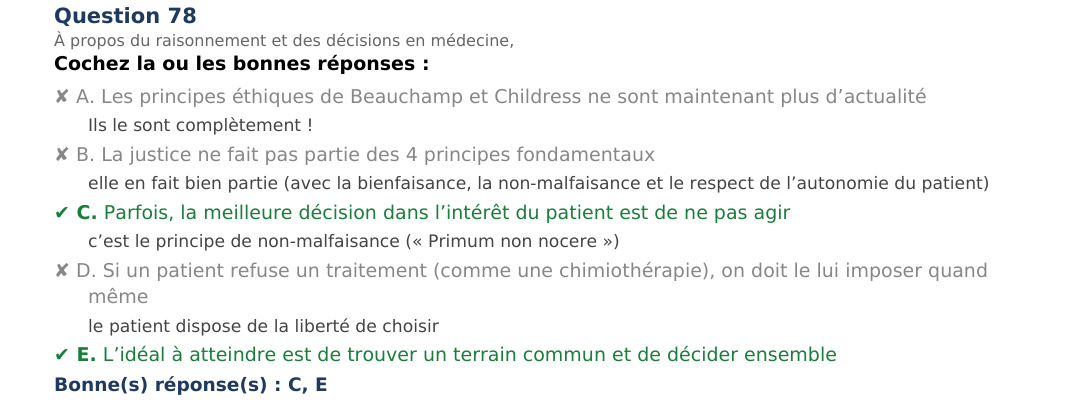 Question 78
À propos du raisonnement et des décisions en médecine,
Cochez la ou les bonnes réponses :
✘ A. Les principes éthiques de Beauchamp et Childress ne sont maintenant plus d’actualité
Ils le sont complètement !
✘ B. La justice ne fait pas partie des 4 principes fondamentaux
elle en fait bien partie (avec la bienfaisance, la non-malfaisance et le respect de l’autonomie du patient)
✔ C. Parfois, la meilleure décision dans l’intérêt du patient est de ne pas agir
c’est le principe de non-malfaisance (« Primum non nocere »)
✘ D. Si un patient refuse un traitement (comme une chimiothérapie), on doit le lui imposer quand
même
le patient dispose de la liberté de choisir
✔ E. L’idéal à atteindre est de trouver un terrain commun et de décider ensemble
Bonne(s) réponse(s) : C, E